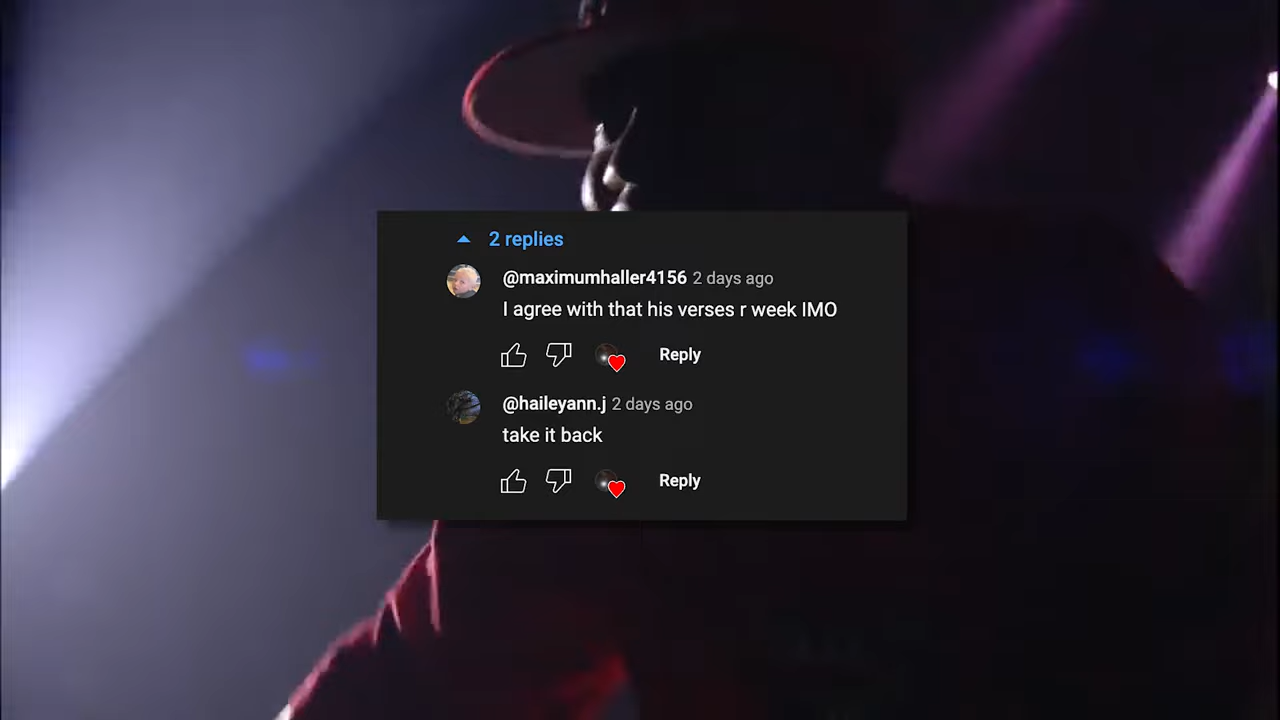 2 replies
@maximumhaller4156 2 days ago
I agree with that his verses r week IMO
Reply
@haileyann.j 2 days ago
take it back
Reply